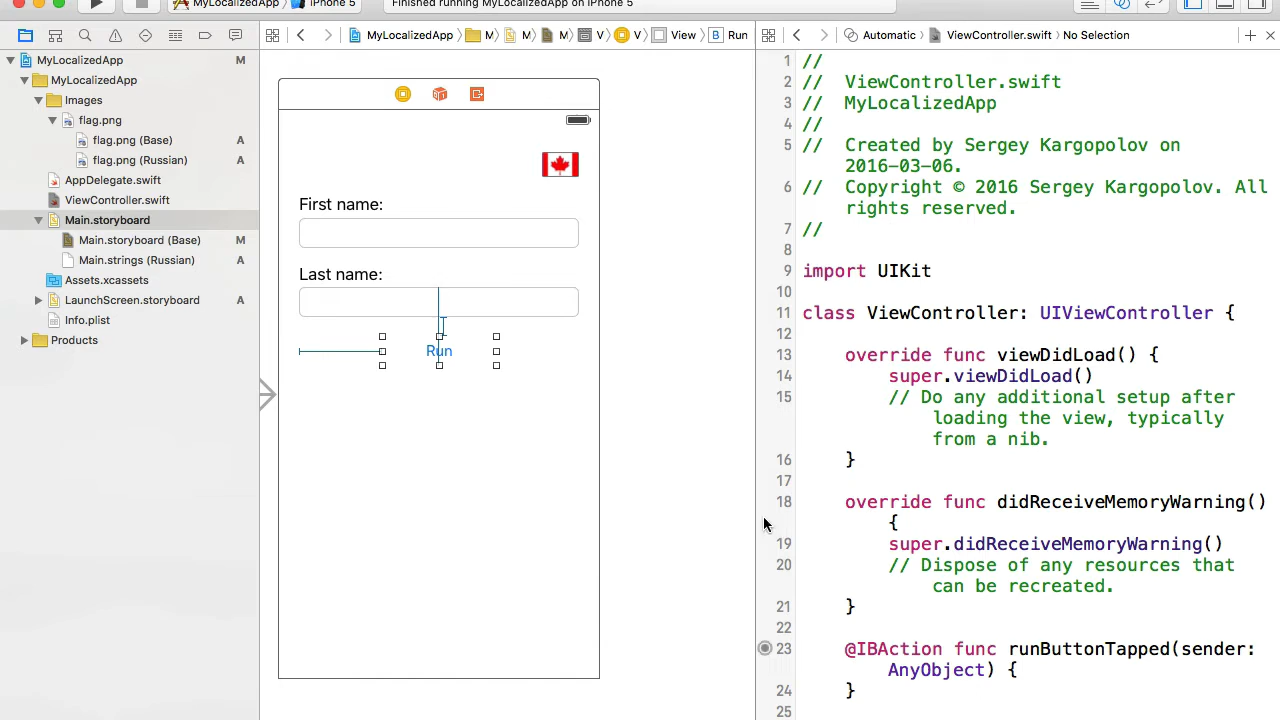 MyLocalizedApp
iPhone 5
Finished running MyLocalizedApp on iPhone 5
MyLocalizedApp
M
M
M
V
V
View
B
Run
Automatic
ViewController.swift
No Selection
MyLocalizedApp M
MyLocalizedApp
Images
flag.png
flag.png (Base) A
flag.png (Russian) A
AppDelegate.swift
ViewController.swift
Main.storyboard
Main.storyboard (Base) M
Main.strings (Russian) A
Assets.xcassets
LaunchScreen.storyboard A
Info.plist
Products
First name:
Last name:
Run
1 //
2 // ViewController.swift
3 // MyLocalizedApp
4 //
5 // Created by Sergey Kargopolov on
2016-03-06.
6 // Copyright © 2016 Sergey Kargopolov. All
rights reserved.
7 //
8
9 import UIKit
10
11 class ViewController: UIViewController {
12
13 override func viewDidLoad() {
14 super.viewDidLoad()
15 // Do any additional setup after
loading the view, typically
from a nib.
16 }
17
18 override func didReceiveMemoryWarning()
{
19 super.didReceiveMemoryWarning()
20 // Dispose of any resources that
can be recreated.
21 }
22
23 @IBAction func runButtonTapped(sender:
AnyObject) {
24 }
25